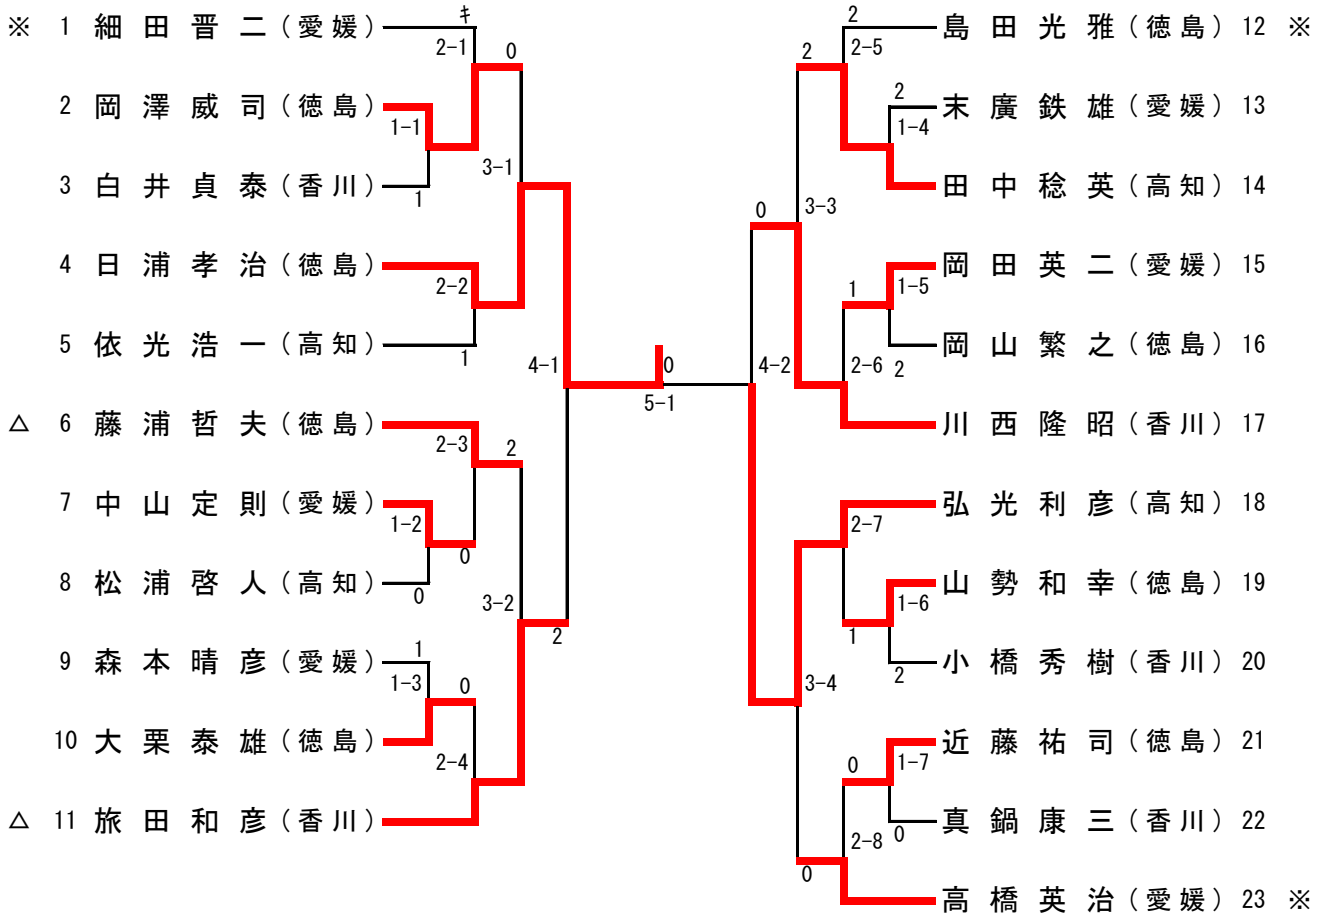 ※ 1 細田晋二(愛媛)
2 岡澤威司(徳島)
3 白井貞泰(香川)
4 日浦孝治(徳島)
5 依光浩一(高知)
△ 6 藤浦哲夫(徳島)
7 中山定則(愛媛)
8 松浦啓人(高知)
9 森本晴彦(愛媛)
10 大栗泰雄(徳島)
△ 11 旅田和彦(香川)
キ
2-1
0
1-1
3-1
1
2-2
1
4-1
2-3
2
1-2
0
0
3-2
2
1
1-3
0
2-4
0
5-1
2
2-5
2
2
1-4
0
3-3
1
1-5
4-2
2-6
2
2-7
1-6
1
2
3-4
0
1-7
2-8
0
0
島田光雅(徳島) 12 ※
末廣鉄雄(愛媛) 13
田中稔英(高知) 14
岡田英二(愛媛) 15
岡山繁之(徳島) 16
川西隆昭(香川) 17
弘光利彦(高知) 18
山勢和幸(徳島) 19
小橋秀樹(香川) 20
近藤祐司(徳島) 21
真鍋康三(香川) 22
高橋英治(愛媛) 23 ※